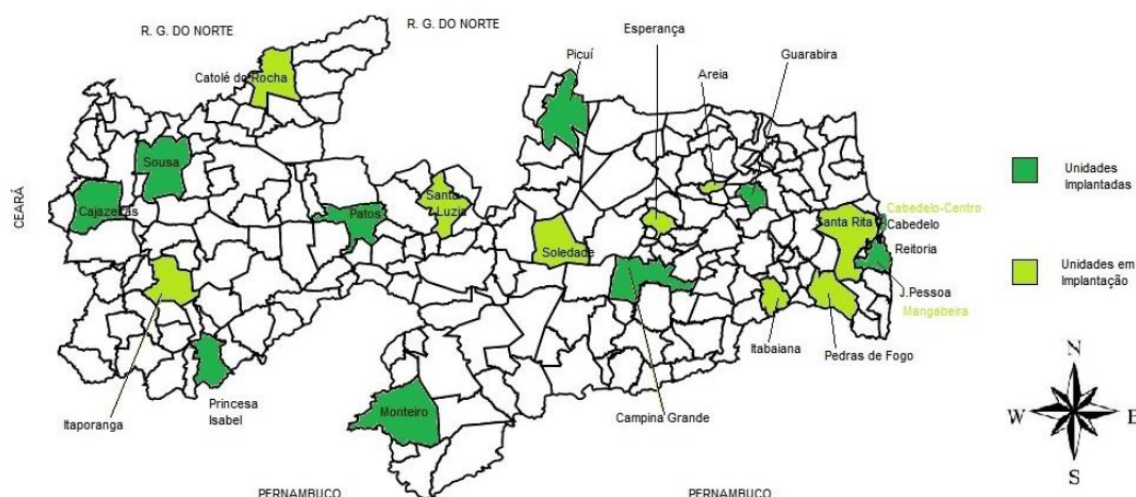 R. G. DO NORTE
R. G. DO NORTE
Esperança
Picuí
Guarabira
Areia
Catolé do Rocha
Sousa
CEARÁ
Cajazeiras
Patos
Santa
Luzia
Soledade
Santa Rita
Cabedelo-Centro
Cabedelo
Reitoria
J.Pessoa
Mangabeira
Itabaiana
Pedras de Fogo
Itaporanga
Princesa
Isabel
Monteiro
Campina Grande
PERNAMBUCO
PERNAMBUCO
Unidades
Implantadas
Unidades em
Implantação
N
W
E
S